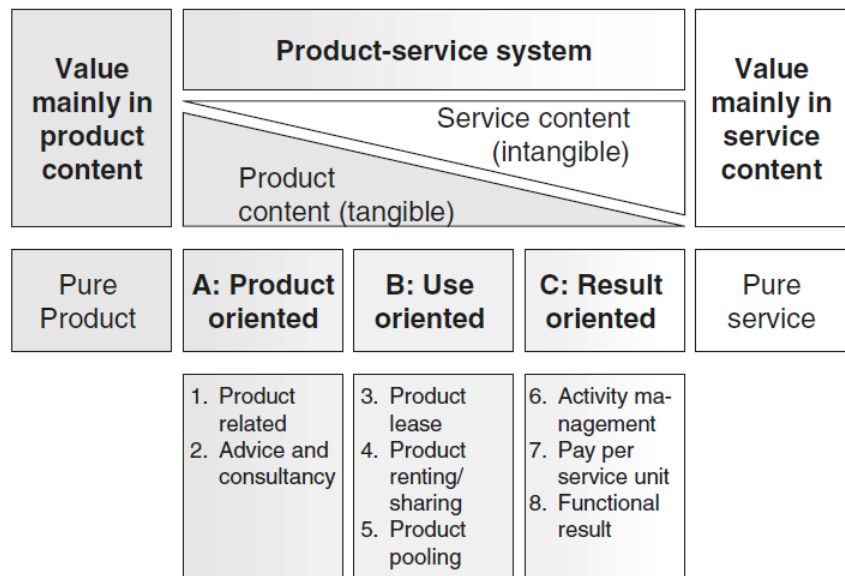 Value
mainly in
product
content
Product-service system
Service content
(intangible)
Product
content (tangible)
Value
mainly in
service
content
Pure
Product
A: Product
oriented
B: Use
oriented
C: Result
oriented
Pure
service
1. Product
related
2. Advice and
consultancy
3. Product
lease
4. Product
renting/
sharing
5. Product
pooling
6. Activity ma-
nagement
7. Pay per
service unit
8. Functional
result